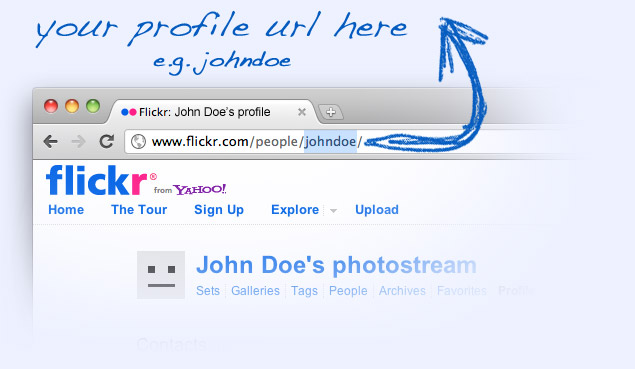 your profile url here
e.g. johndoe
Flickr: John Doe's profile
www.flickr.com/people/johndoe/
flickr® from YAHOO!
Home The Tour Sign Up Explore Upload
John Doe's photostream
Sets Galleries Tags People Archives Favorites Profile
Contacts